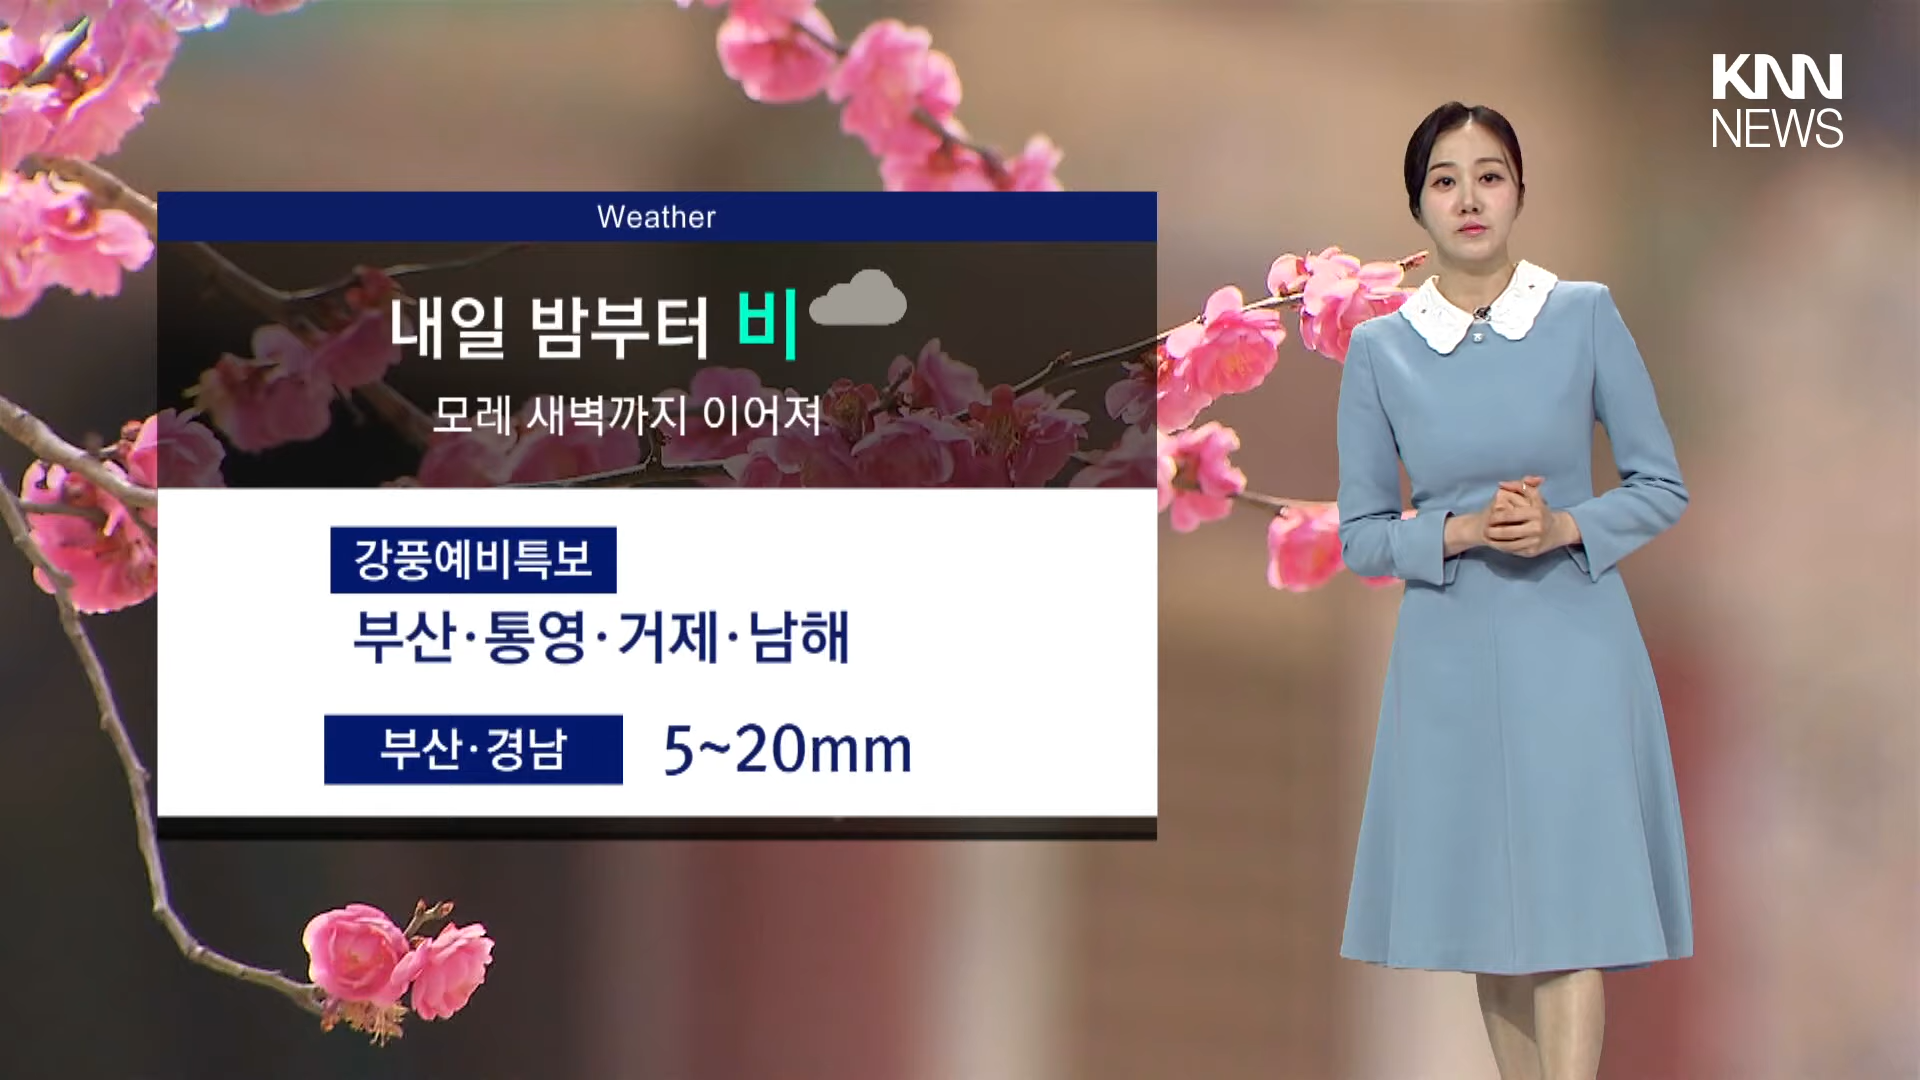 KNN
NEWS
Weather
내일 밤부터 비
모레 새벽까지 이어져
강풍예비특보
부산·통영·거제·남해
부산·경남 5~20mm